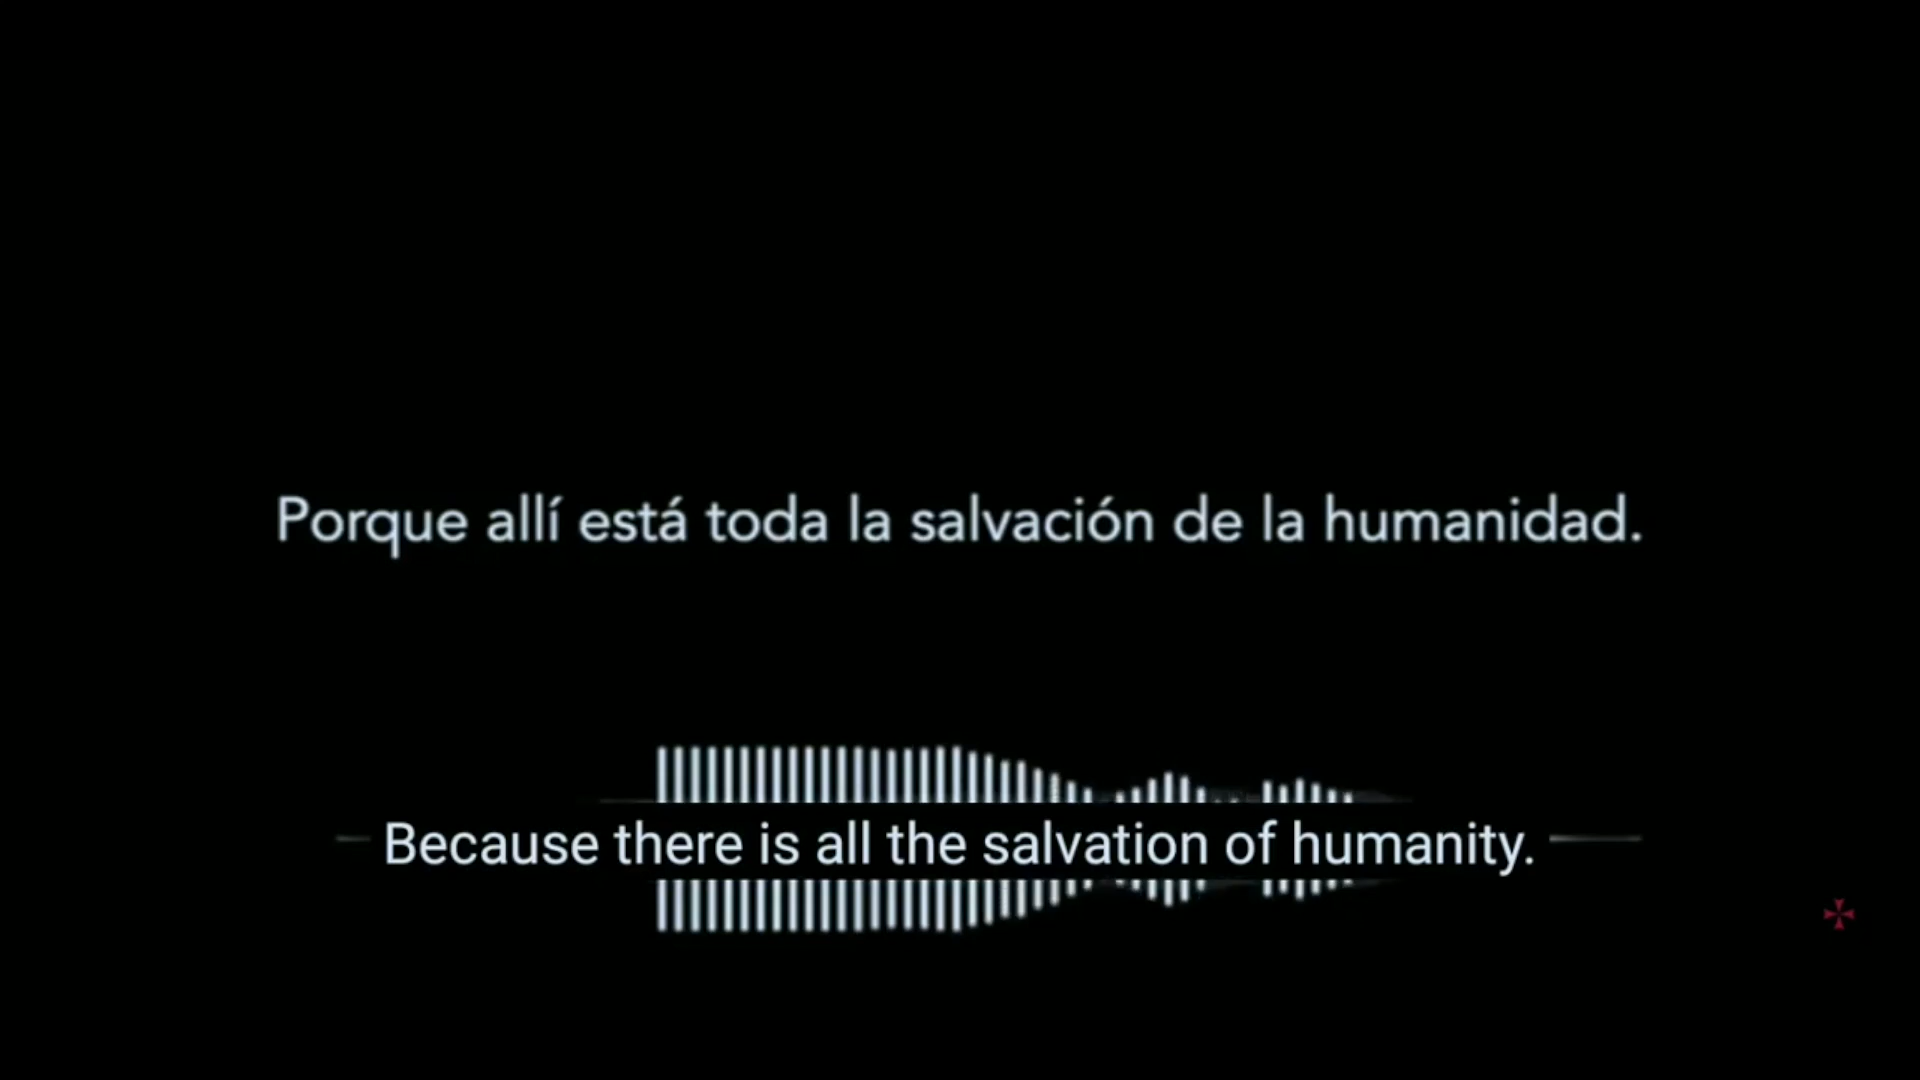 Porque allí está toda la salvación de la humanidad.
Because there is all the salvation of humanity.